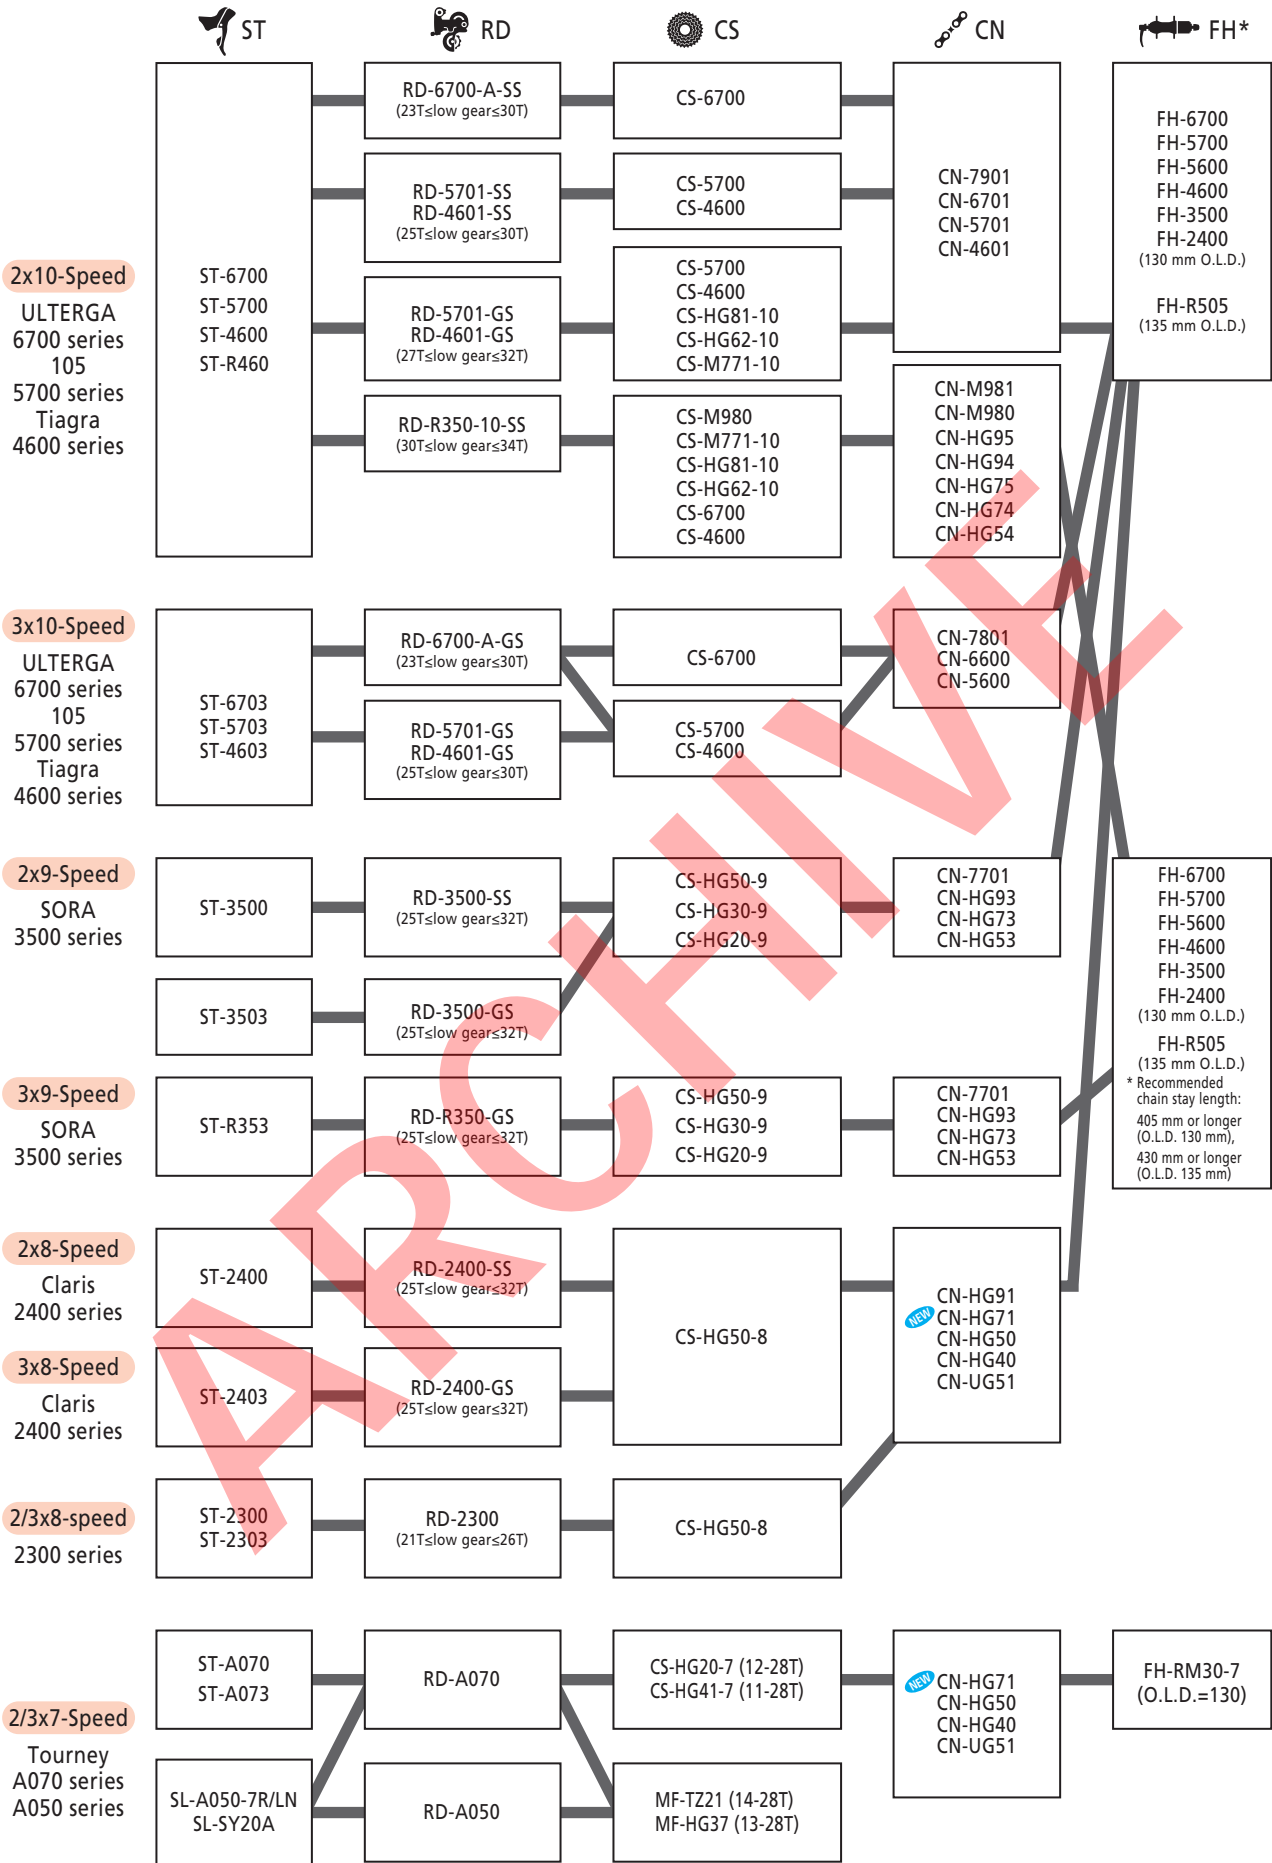 ST
RD
CS
CN
FH*
2x10-Speed
ULTERGA
6700 series
105
5700 series
Tiagra
4600 series
ST-6700
ST-5700
ST-4600
ST-R460
RD-6700-A-SS
(23T≤low gear≤30T)
RD-5701-SS
RD-4601-SS
(25T≤low gear≤30T)
RD-5701-GS
RD-4601-GS
(27T≤low gear≤32T)
RD-R350-10-SS
(30T≤low gear≤34T)
CS-6700
CS-5700
CS-4600
CS-5700
CS-4600
CS-HG81-10
CS-HG62-10
CS-M771-10
CS-M980
CS-M771-10
CS-HG81-10
CS-HG62-10
CS-6700
CS-4600
CN-7901
CN-6701
CN-5701
CN-4601
CN-M981
CN-M980
CN-HG95
CN-HG94
CN-HG75
CN-HG74
CN-HG54
FH-6700
FH-5700
FH-5600
FH-4600
FH-3500
FH-2400
(130 mm O.L.D.)
FH-R505
(135 mm O.L.D.)
3x10-Speed
ULTERGA
6700 series
105
5700 series
Tiagra
4600 series
ST-6703
ST-5703
ST-4603
RD-6700-A-GS
(23T≤low gear≤30T)
RD-5701-GS
RD-4601-GS
(25T≤low gear≤30T)
CS-6700
CS-5700
CS-4600
CN-7801
CN-6600
CN-5600
2x9-Speed
SORA
3500 series
ST-3500
RD-3500-SS
(25T≤low gear≤32T)
ST-3503
RD-3500-GS
(25T≤low gear≤32T)
CS-HG50-9
CS-HG30-9
CS-HG20-9
CN-7701
CN-HG93
CN-HG73
CN-HG53
FH-6700
FH-5700
FH-5600
FH-4600
FH-3500
FH-2400
(130 mm O.L.D.)
FH-R505
(135 mm O.L.D.)
* Recommended
chain stay length:
405 mm or longer
(O.L.D. 130 mm),
430 mm or longer
(O.L.D. 135 mm)
3x9-Speed
SORA
3500 series
ST-R353
RD-R350-GS
(25T≤low gear≤32T)
CS-HG50-9
CS-HG30-9
CS-HG20-9
CN-7701
CN-HG93
CN-HG73
CN-HG53
2x8-Speed
Claris
2400 series
ST-2400
RD-2400-SS
(25T≤low gear≤32T)
3x8-Speed
Claris
2400 series
ST-2403
RD-2400-GS
(25T≤low gear≤32T)
CS-HG50-8
CN-HG91
NEW CN-HG71
CN-HG50
CN-HG40
CN-UG51
2/3x8-speed
2300 series
ST-2300
ST-2303
RD-2300
(21T≤low gear≤26T)
CS-HG50-8
2/3x7-Speed
Tourney
A070 series
A050 series
ST-A070
ST-A073
SL-A050-7R/LN
SL-SY20A
RD-A070
RD-A050
CS-HG20-7 (12-28T)
CS-HG41-7 (11-28T)
MF-TZ21 (14-28T)
MF-HG37 (13-28T)
NEW CN-HG71
CN-HG50
CN-HG40
CN-UG51
FH-RM30-7
(O.L.D.=130)
ARCHIVE